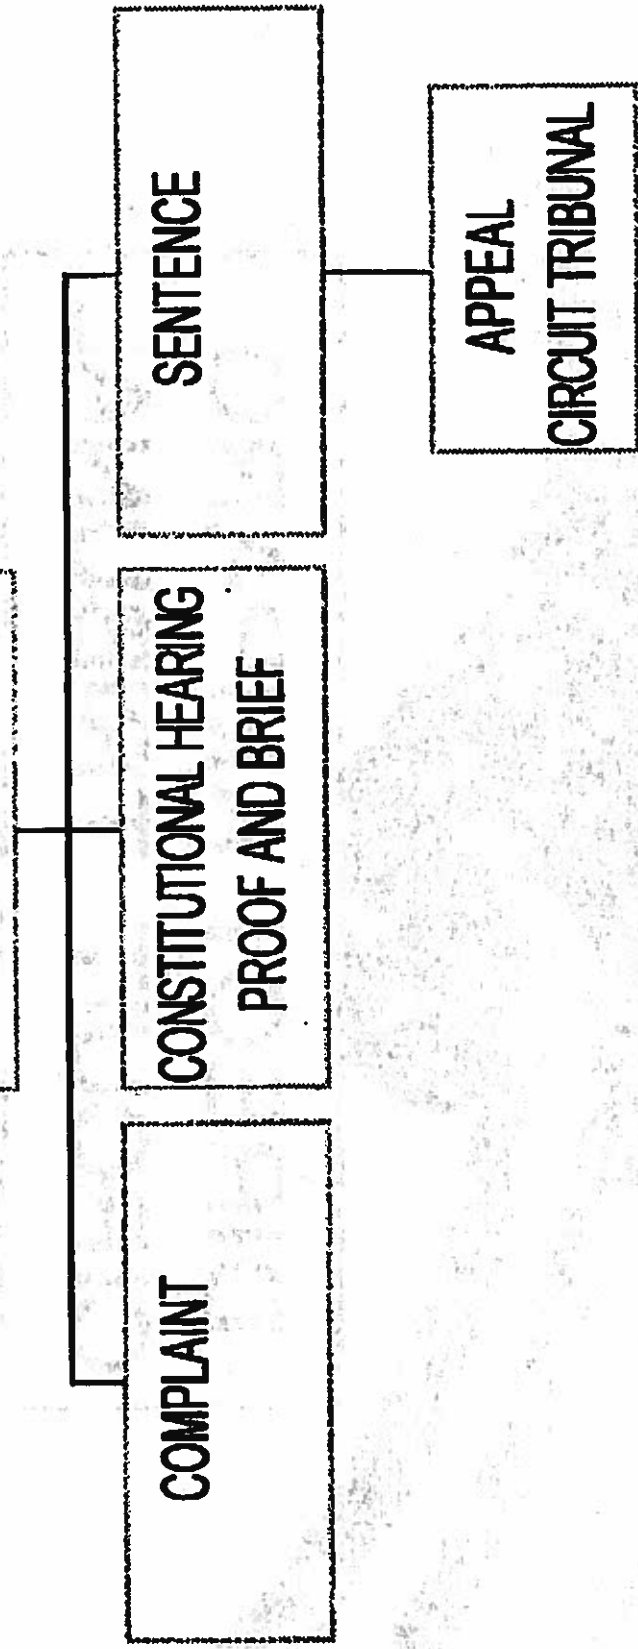 COMPLAINT
CONSTITUTIONAL HEARING
PROOF AND BRIEF
SENTENCE
APPEAL
CIRCUIT TRIBUNAL